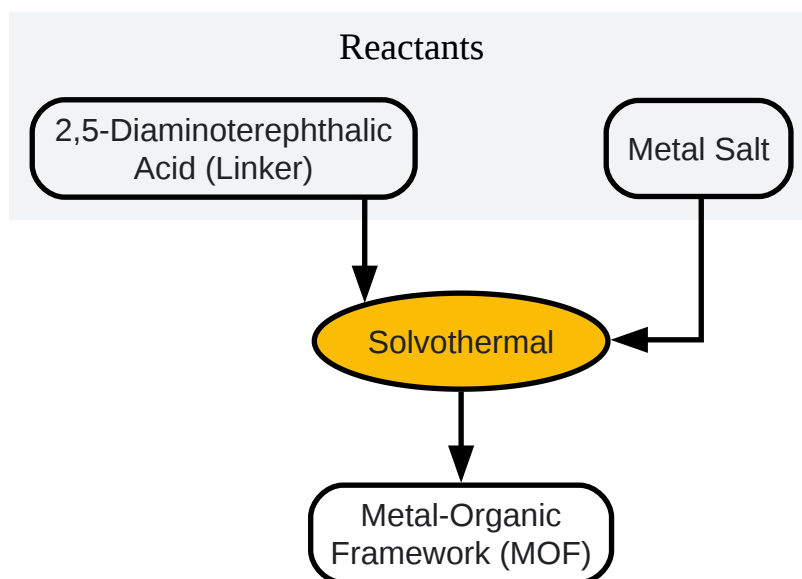 Reactants
2,5-Diaminoterephthalic
Acid (Linker)
Metal Salt
Solvothermal
Metal-Organic
Framework (MOF)